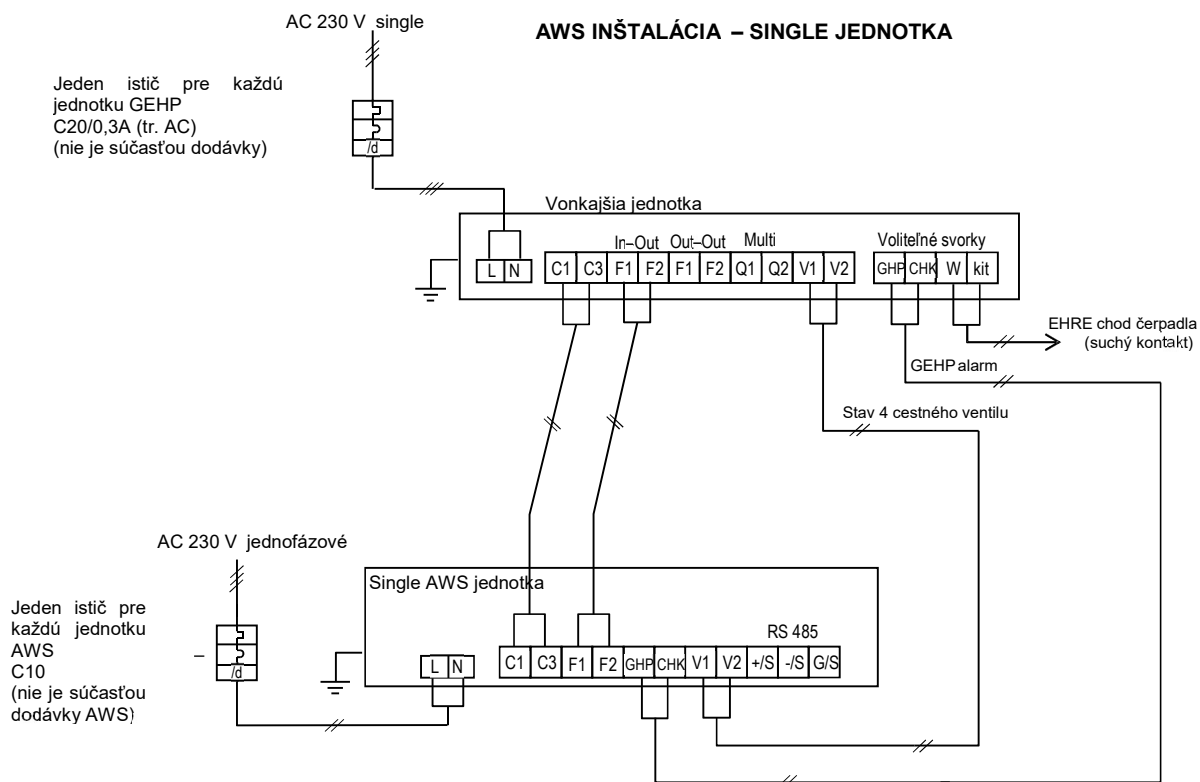 AC 230 V single
AWS INŠTALÁCIA – SINGLE JEDNOTKA
Jeden istič pre každú
jednotku GEHP
C20/0,3A (tr. AC)
(nie je súčasťou dodávky)
/d
Vonkajšia jednotka
In–Out Out–Out Multi Voliteľné svorky
L N C1 C3 F1 F2 F1 F2 Q1 Q2 V1 V2 GHP CHK W kit
EHRE chod čerpadla
(suchý kontakt)
GEHP alarm
Stav 4 cestného ventilu
AC 230 V jednofázové
Single AWS jednotka
Jeden istič pre
každú jednotku
AWS
C10
(nie je súčasťou
dodávky AWS)
/d
RS 485
L N C1 C3 F1 F2 GHP CHK V1 V2 +/S -/S G/S